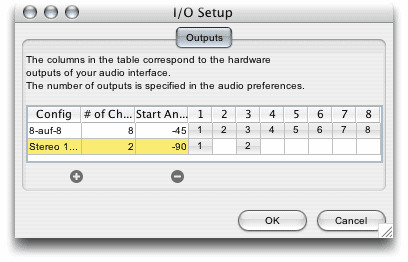 I/O Setup
Outputs
The columns in the table correspond to the hardware
outputs of your audio interface.
The number of outputs is specified in the audio preferences.
Config # of Ch... Start An... 1 2 3 4 5 6 7 8
8-auf-8 8 -45 1 2 3 4 5 6 7 8
Stereo 1... 2 -90 1 2
OK Cancel